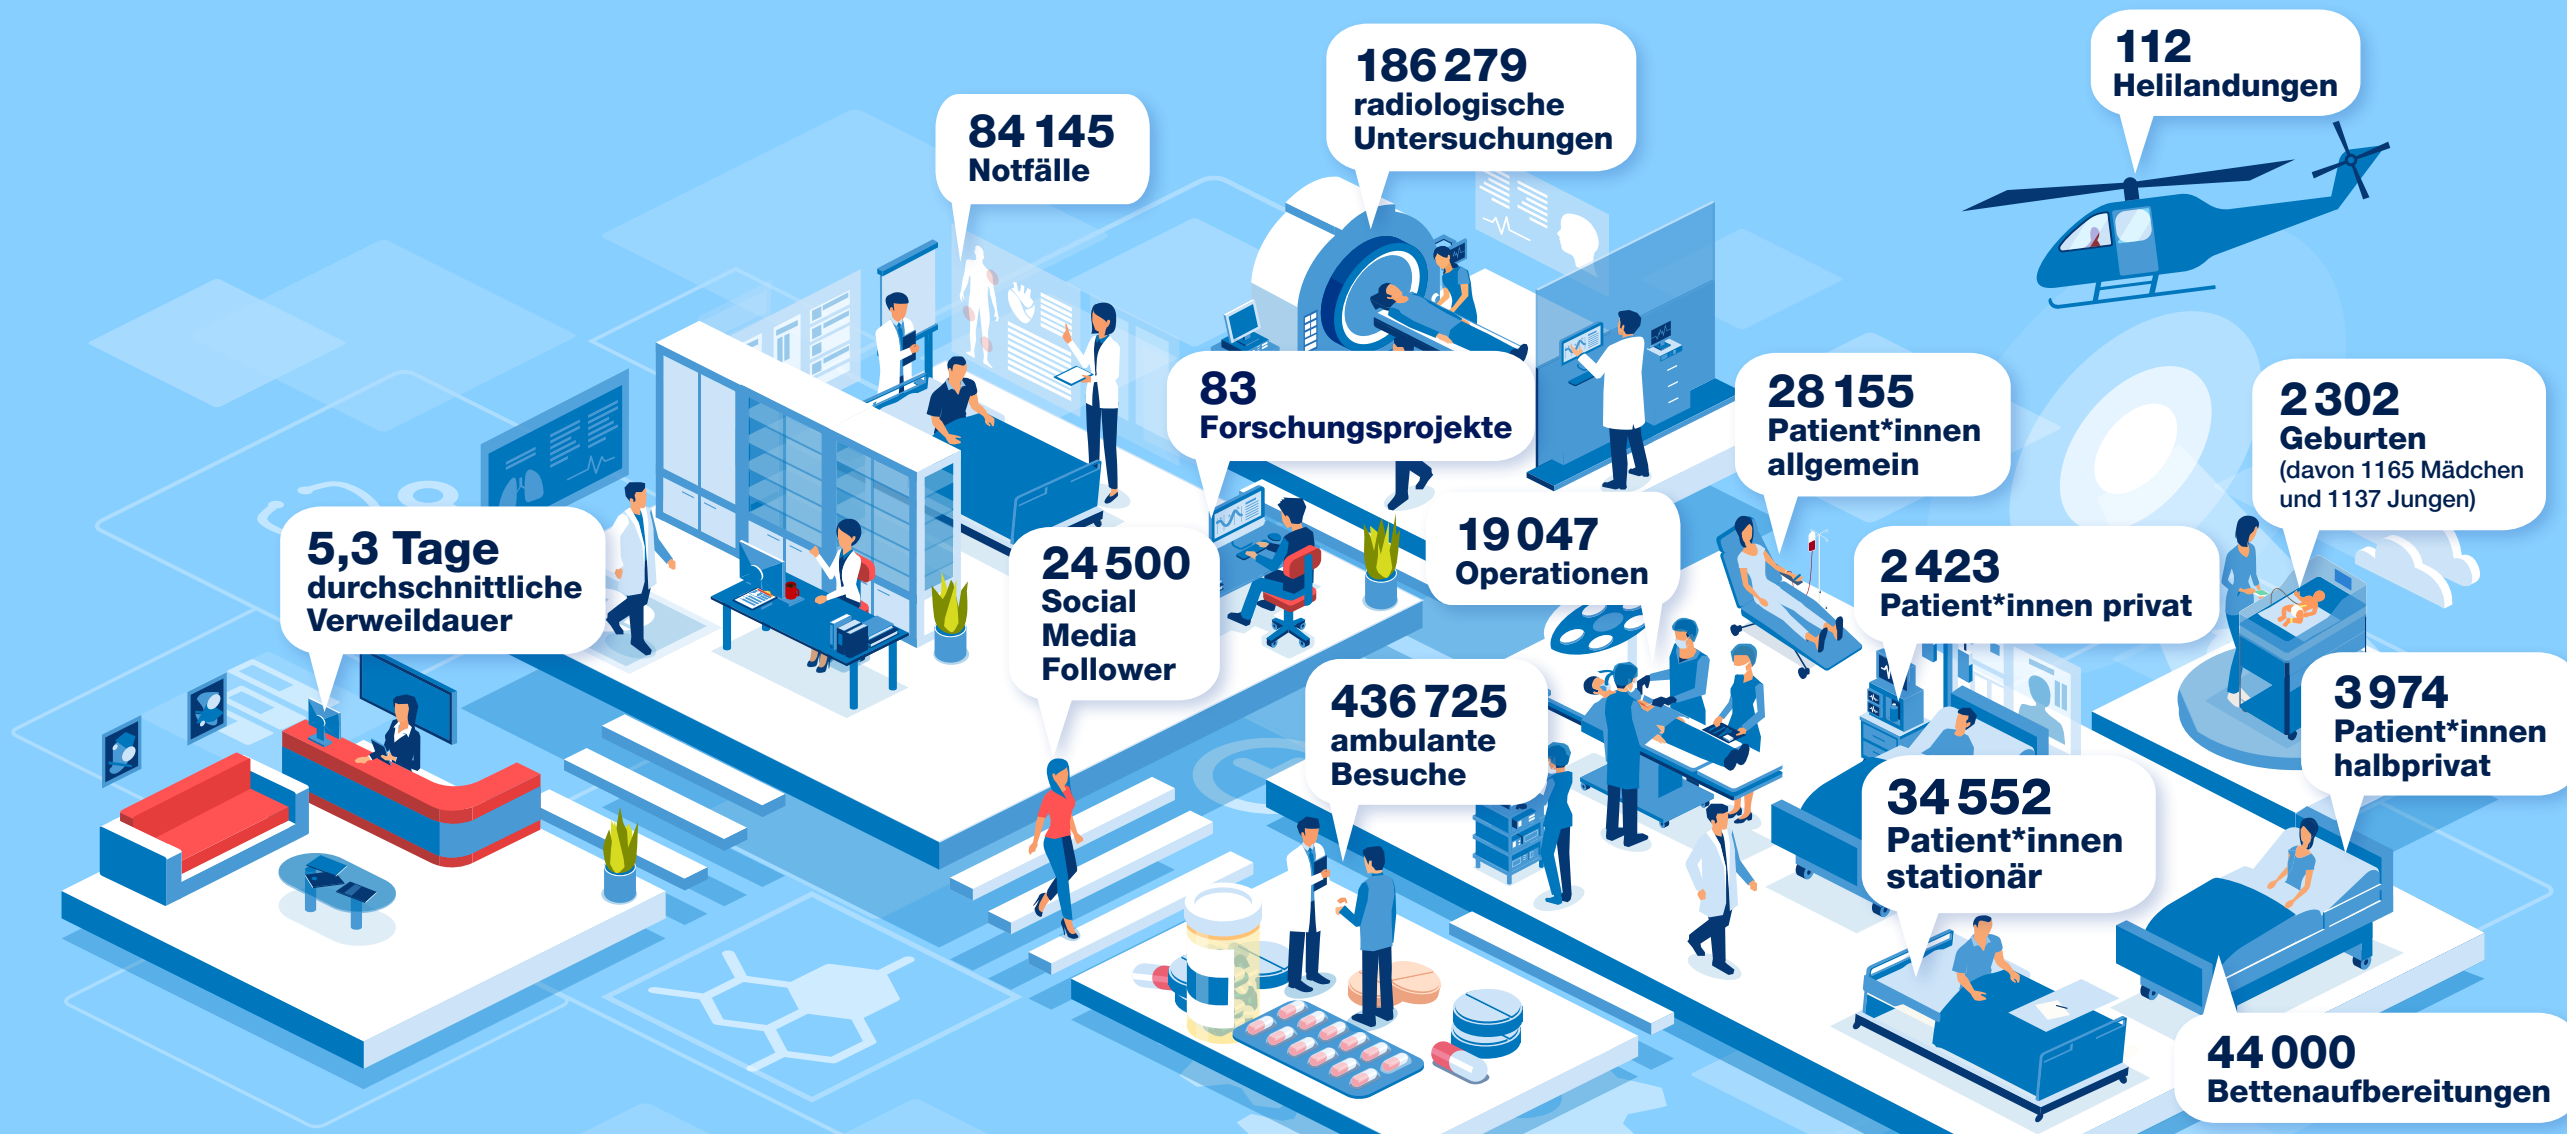 112
Helilandungen
186 279
radiologische
Untersuchungen
84 145
Notfälle
83
Forschungsprojekte
28 155
Patient*innen
allgemein
2 302
Geburten
(davon 1165 Mädchen
und 1137 Jungen)
5,3 Tage
durchschnittliche
Verweildauer
24 500
Social
Media
Follower
19 047
Operationen
2 423
Patient*innen privat
436 725
ambulante
Besuche
3 974
Patient*innen
halbprivat
34 552
Patient*innen
stationär
44 000
Bettenaufbereitungen